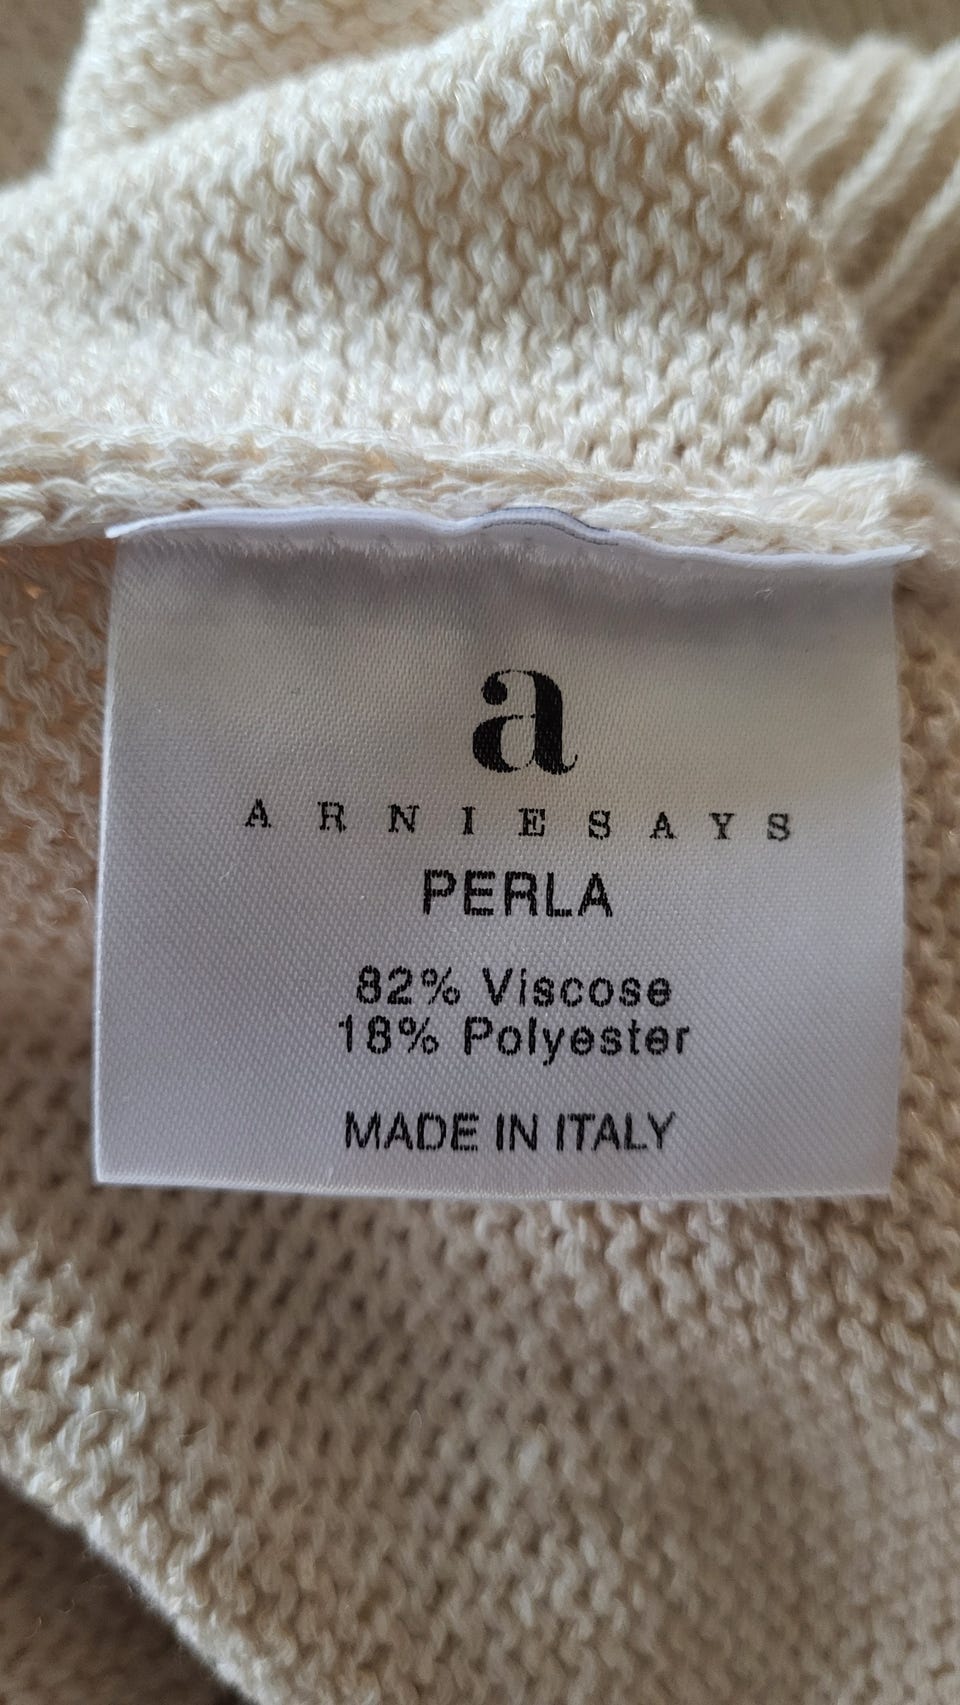 a
ARNIESAYS
PERLA
82% Viscose
18% Polyester
MADE IN ITALY